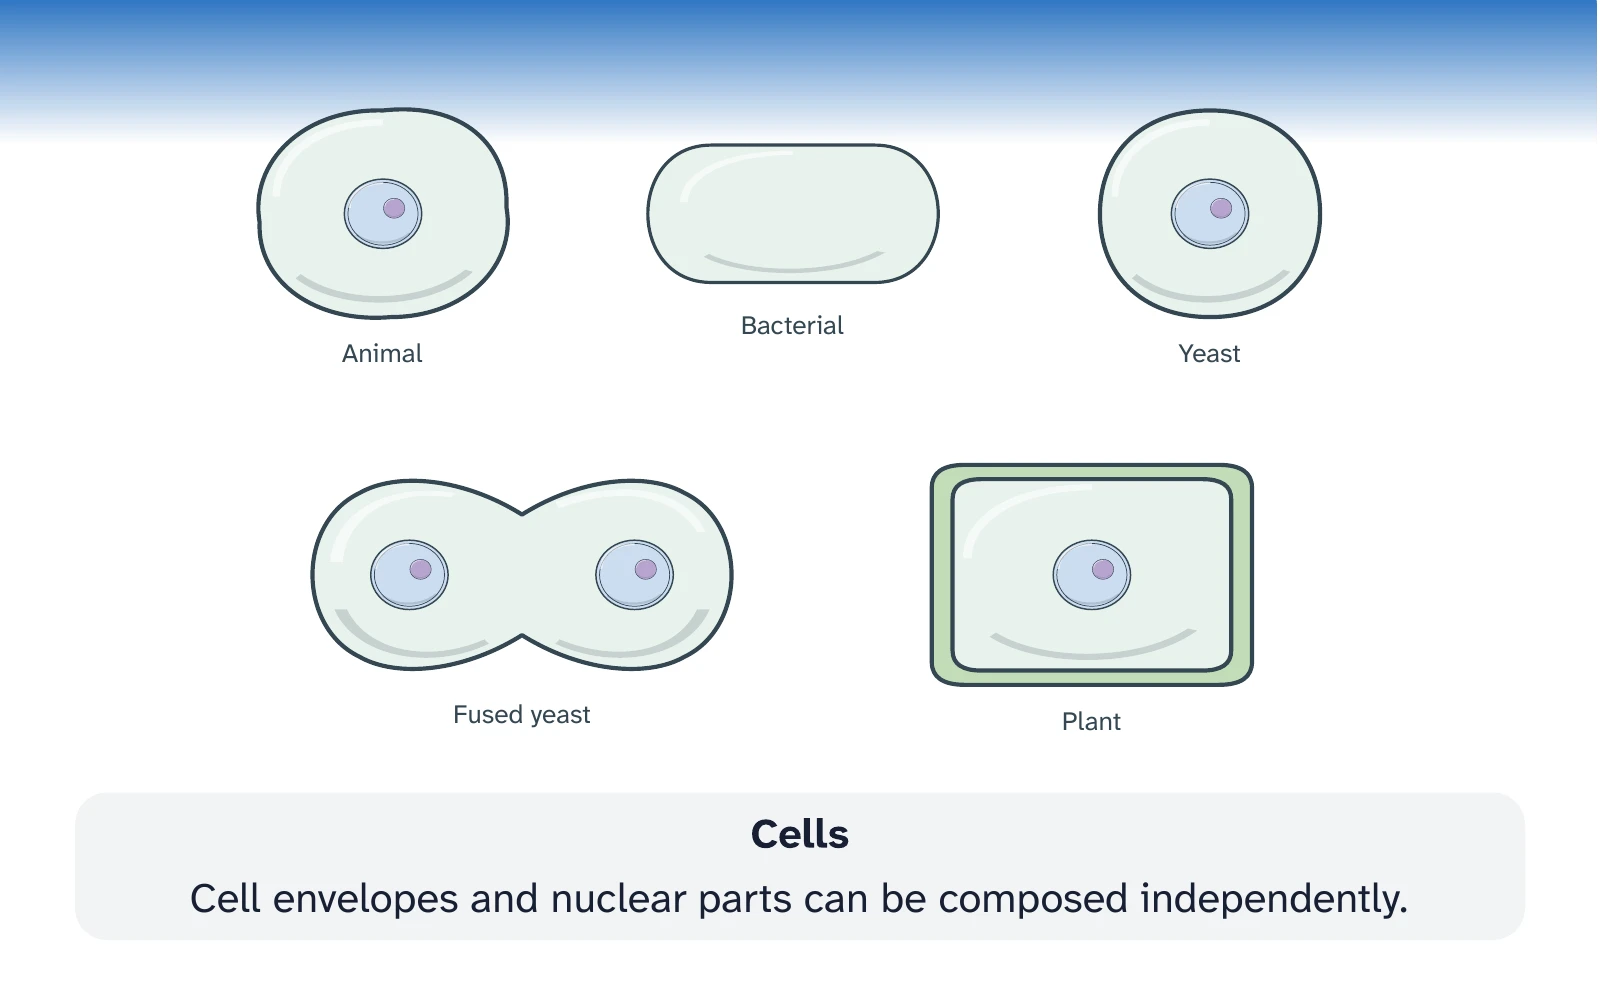 Animal
Bacterial
Yeast
Fused yeast
Plant
Cells
Cell envelopes and nuclear parts can be composed independently.